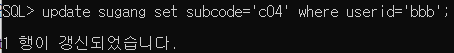 SQL> update sugang set subcode='c04' where userid='bbb';
1 행이 갱신되었습니다.